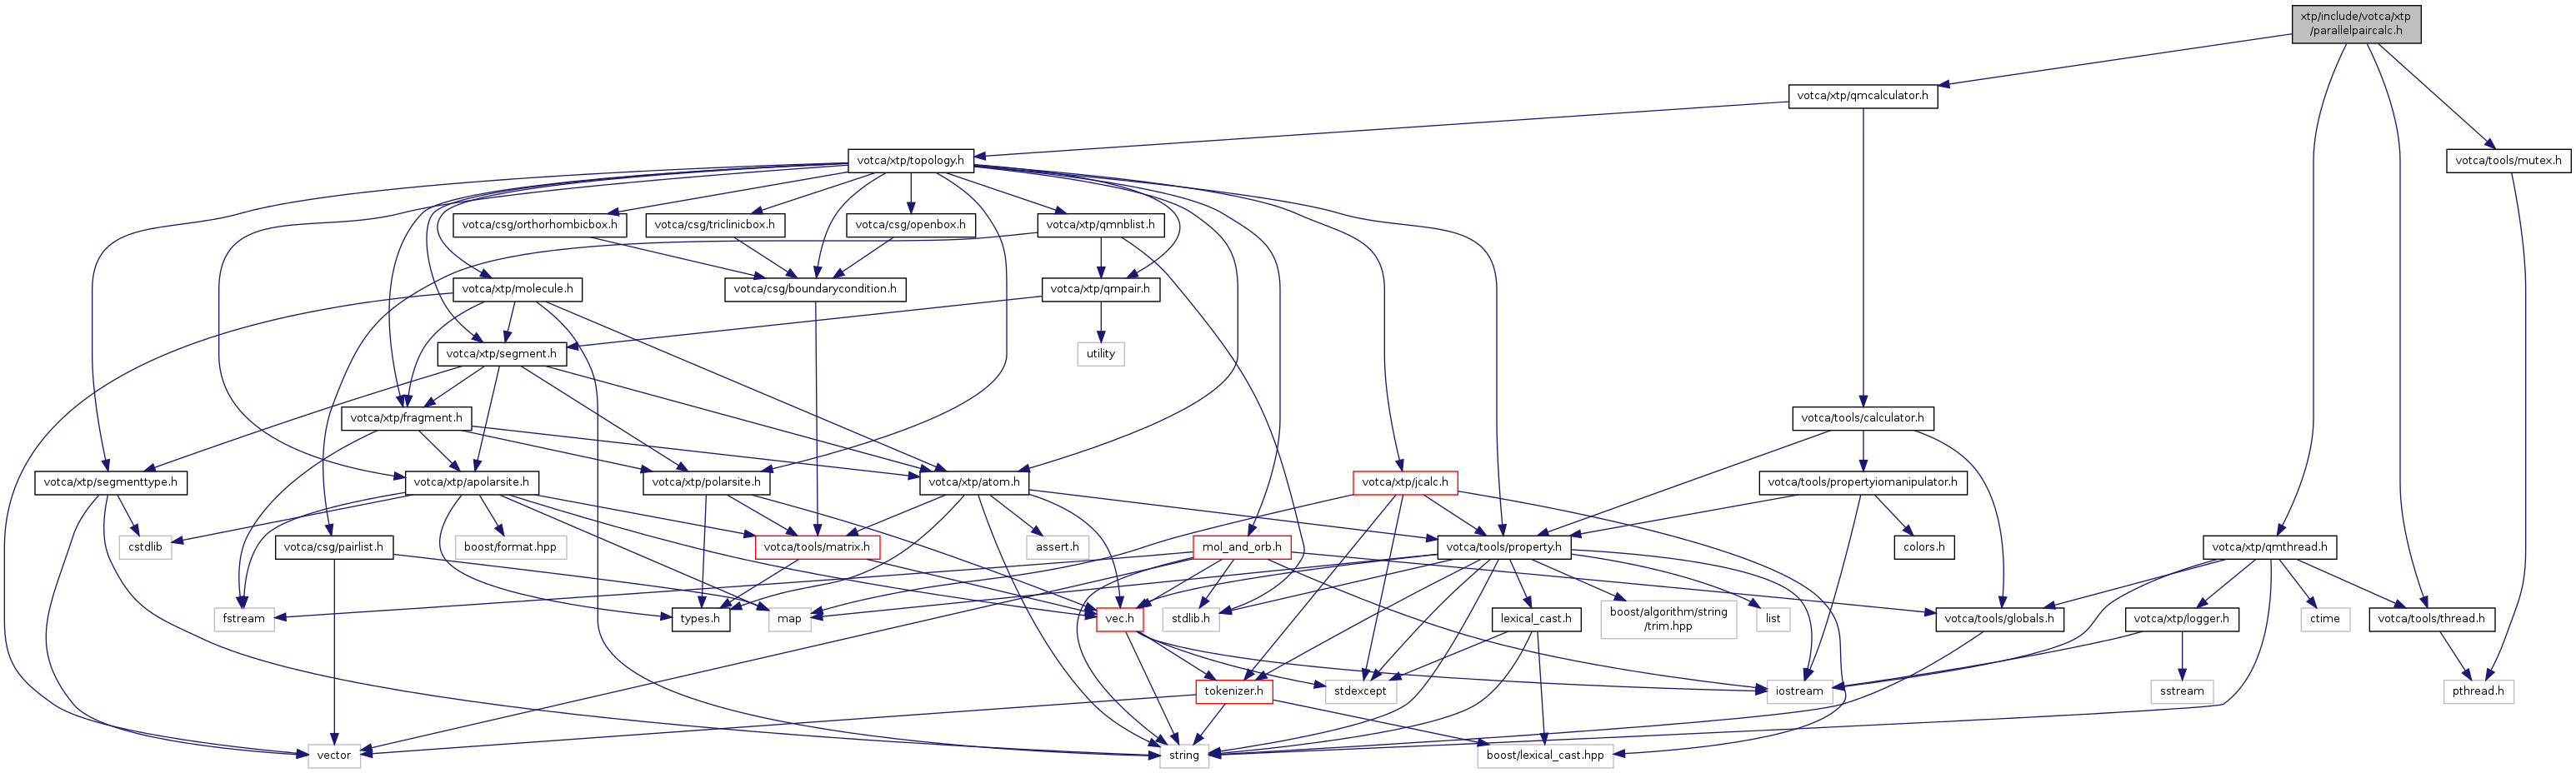 xtp/include/votca/xtp
/parallelpaircalc.h
votca/xtp/qmcalculator.h
votca/xtp/topology.h
votca/tools/mutex.h
votca/csg/orthorhombicbox.h
votca/csg/triclinicbox.h
votca/csg/openbox.h
votca/xtp/qmnblist.h
votca/xtp/molecule.h
votca/csg/boundarycondition.h
votca/xtp/qmpair.h
votca/xtp/segment.h
utility
votca/xtp/fragment.h
votca/tools/calculator.h
votca/xtp/segmenttype.h
votca/xtp/apolarsite.h
votca/xtp/polarsite.h
votca/xtp/atom.h
votca/xtp/jcalc.h
votca/tools/propertyiomanipulator.h
cstdlib
votca/csg/pairlist.h
boost/format.hpp
votca/tools/matrix.h
assert.h
mol_and_orb.h
votca/tools/property.h
colors.h
votca/xtp/qmthread.h
fstream
types.h
map
vec.h
stdlib.h
lexical_cast.h
boost/algorithm/string
/trim.hpp
list
votca/tools/globals.h
votca/xtp/logger.h
ctime
votca/tools/thread.h
tokenizer.h
stdexcept
iostream
sstream
pthread.h
vector
string
boost/lexical_cast.hpp